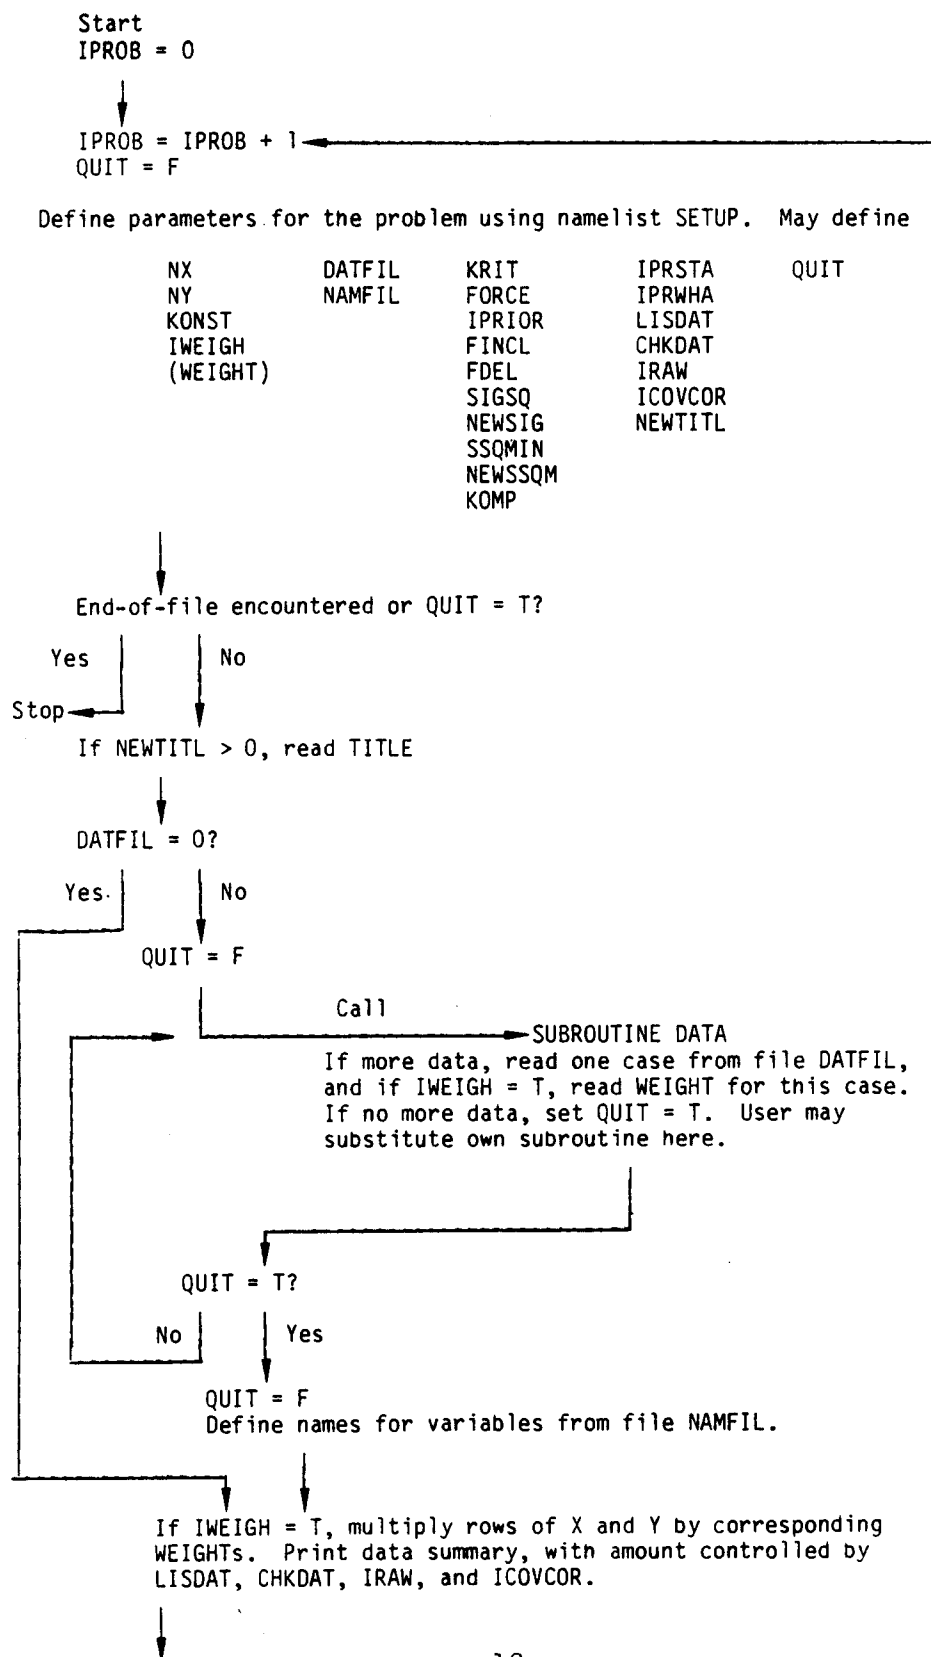 Start
IPROB = 0
IPROB = IPROB + 1
QUIT = F
Define parameters for the problem using namelist SETUP. May define
NX DATFIL KRIT IPRSTA QUIT
NY NAMFIL FORCE IPRWHA
KONST IPRIOR LISDAT
IWEIGH FINCL CHKDAT
(WEIGHT) FDEL IRAW
SIGSQ ICOVCOR
NEWSIG NEWTITL
SSQMIN
NEWSSQM
KOMP
End-of-file encountered or QUIT = T?
Yes No
Stop
If NEWTITL > 0, read TITLE
DATFIL = 0?
Yes No
QUIT = F
Call
SUBROUTINE DATA
If more data, read one case from file DATFIL,
and if IWEIGH = T, read WEIGHT for this case.
If no more data, set QUIT = T. User may
substitute own subroutine here.
QUIT = T?
No Yes
QUIT = F
Define names for variables from file NAMFIL.
If IWEIGH = T, multiply rows of X and Y by corresponding
WEIGHTs. Print data summary, with amount controlled by
LISDAT, CHKDAT, IRAW, and ICOVCOR.